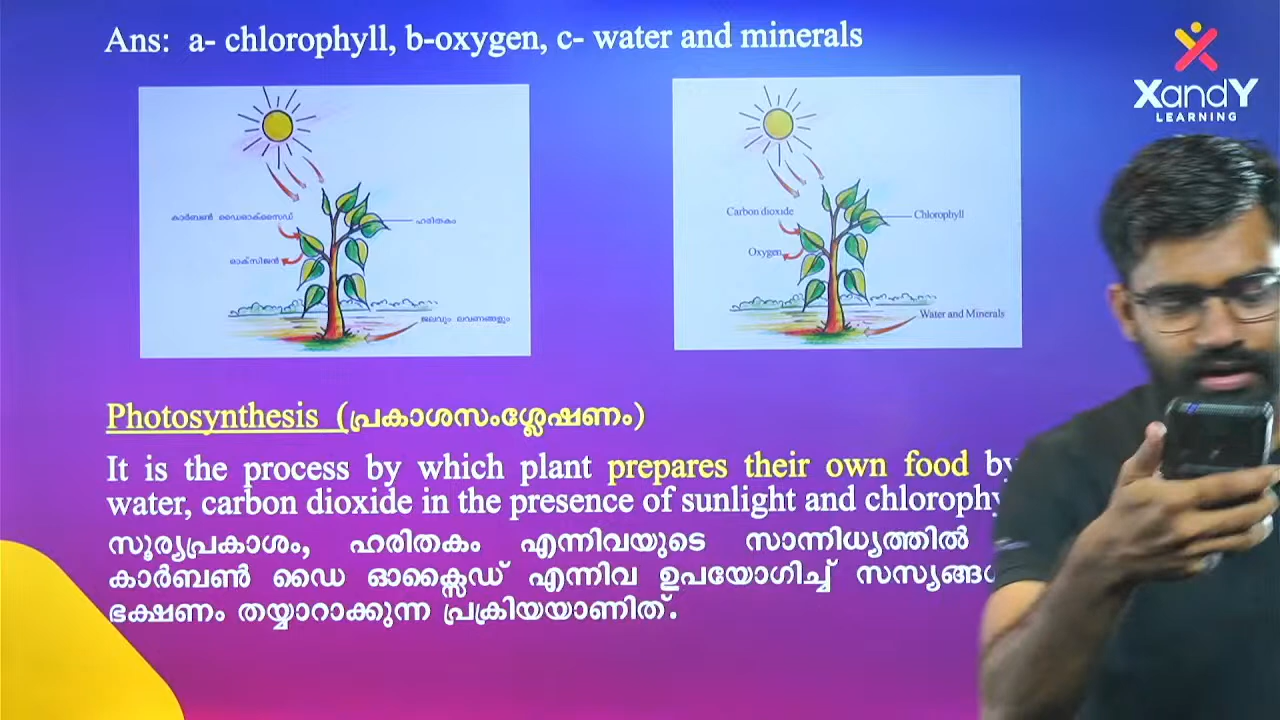 Ans: a- chlorophyll, b-oxygen, c- water and minerals
XandY
LEARNING
കാർബൺ ഡൈഓക്സൈഡ്
ഹരിതകം
ഓക്സിജൻ
ജലവും ലവണങ്ങളും
Carbon dioxide
Chlorophyll
Oxygen
Water and Minerals
Photosynthesis (പ്രകാശസംശ്ലേഷണം)
It is the process by which plant prepares their own food by
water, carbon dioxide in the presence of sunlight and
സൂര്യപ്രകാശം, ഹരിതകം എന്നിവയുടെ സാന്നിധ്യത്തിൽ
കാർബൺ ഡൈ ഓക്സൈഡ് എന്നിവ ഉപയോഗിച്ച്
ഭക്ഷണം തയ്യാറാക്കുന്ന പ്രക്രിയയാണിത്.